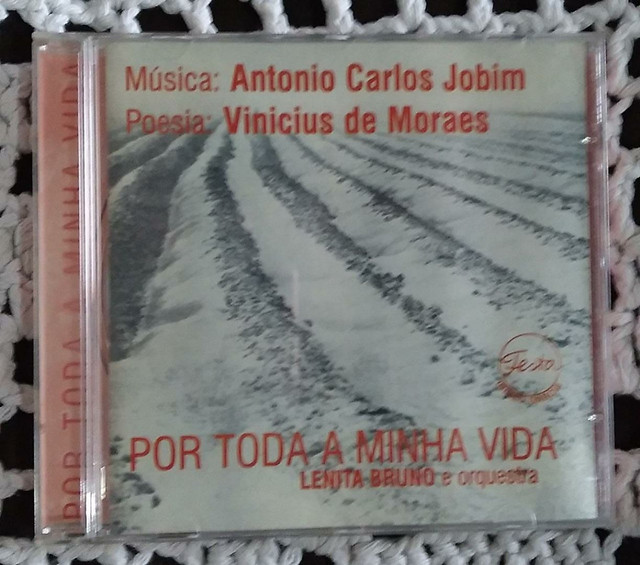 Música: Antonio Carlos Jobim
Poesia: Vinicius de Moraes
Festa
POR TODA A MINHA VIDA
LENITA BRUNO e orquestra
POR TODA A MINHA VIDA